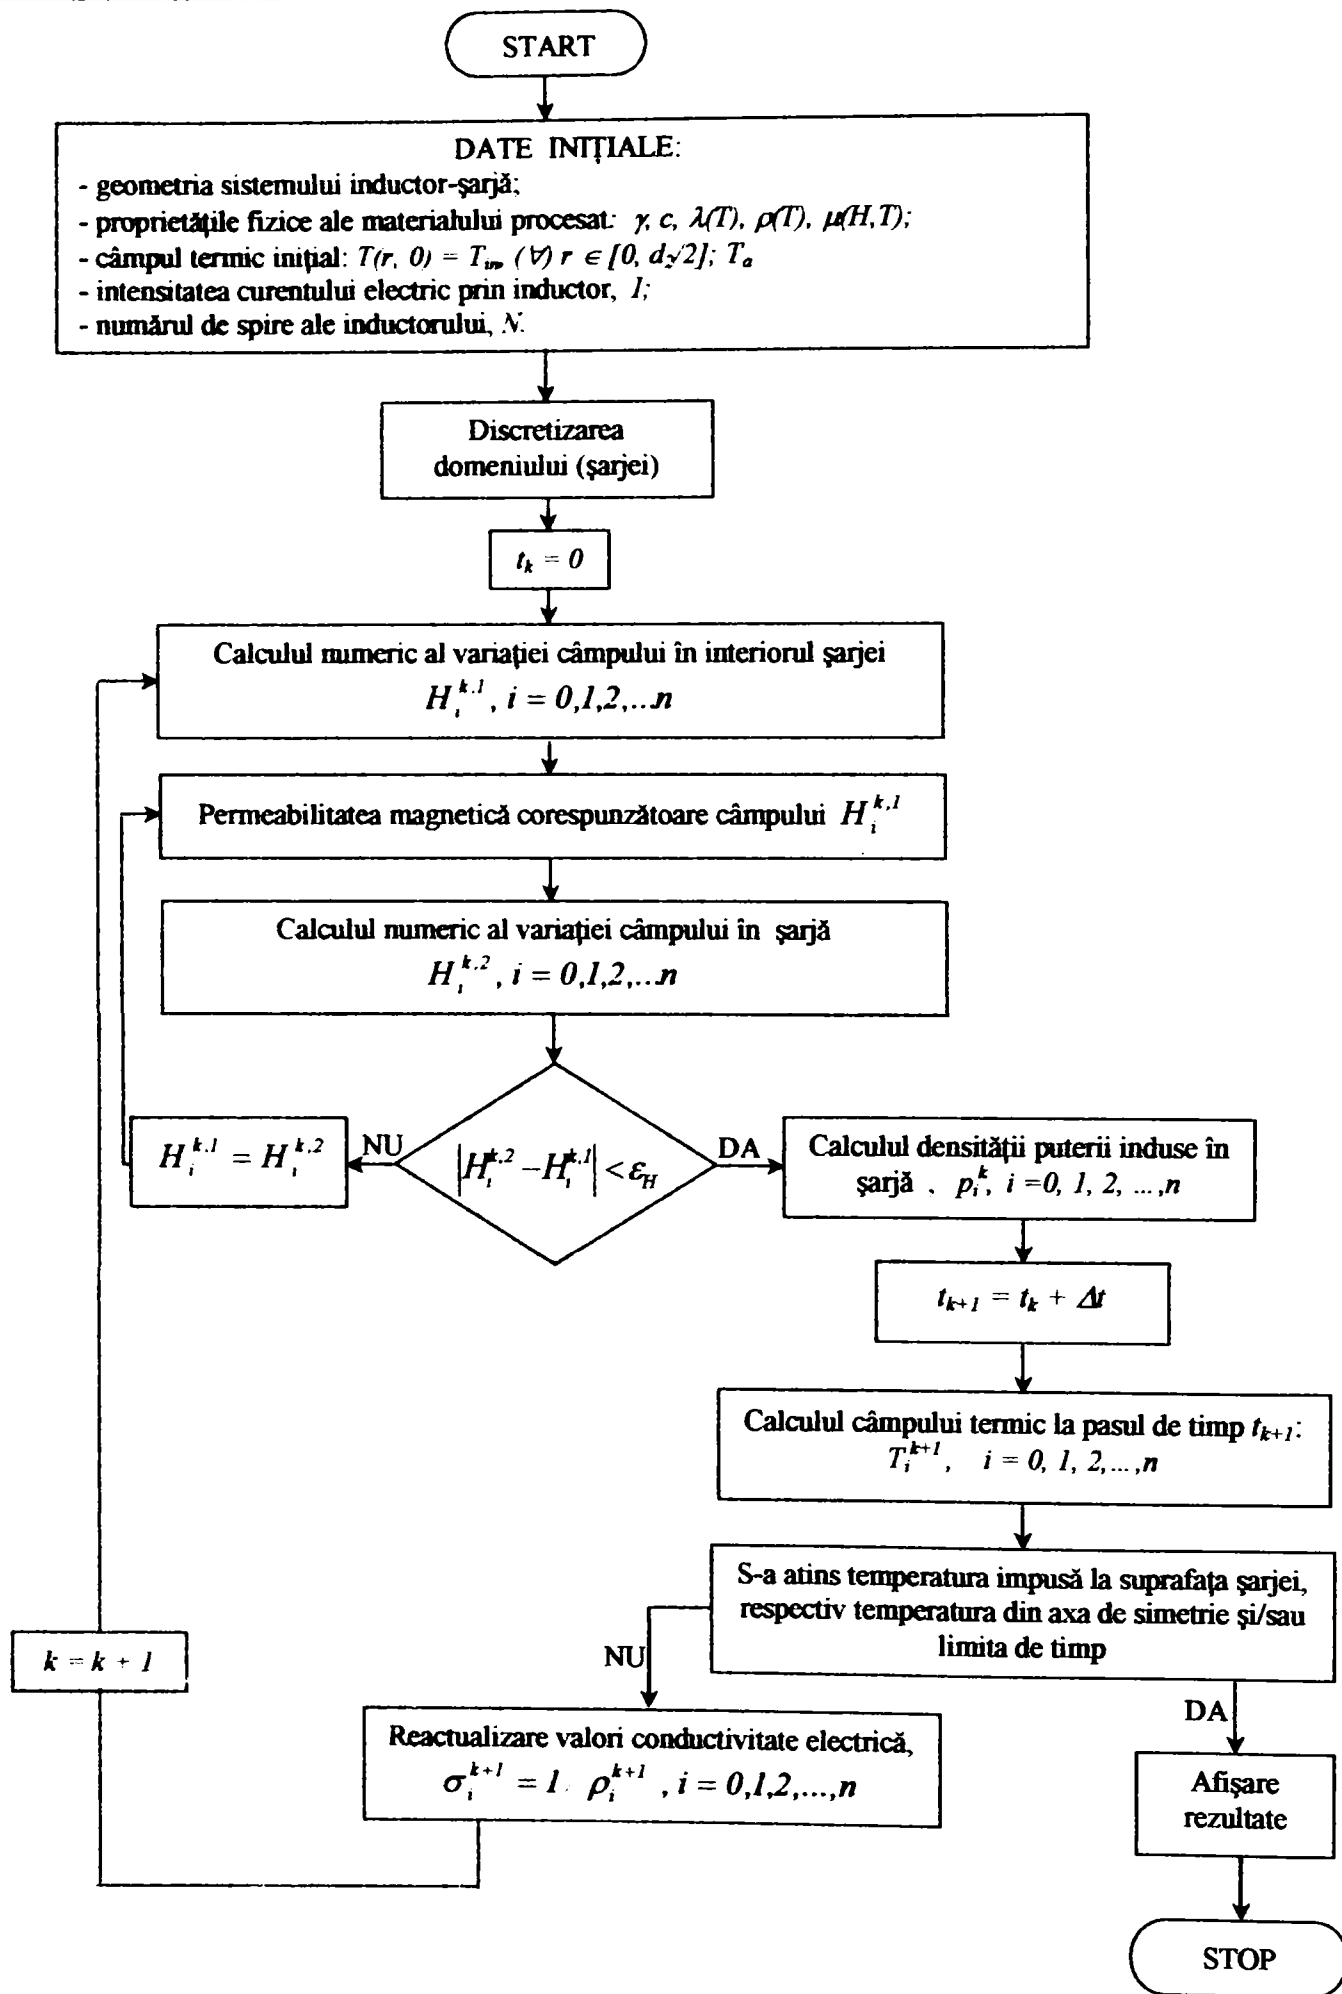 START
DATE INIȚIALE:
- geometria sistemului inductor-șarjă;
- proprietățile fizice ale materialului procesat: γ, c, λ(T), ρ(T), μ(H,T);
- câmpul termic inițial: T(r, 0) = T_in, (∀) r ∈ [0, d_2/2]; T_a
- intensitatea curentului electric prin inductor, I;
- numărul de spire ale inductorului, N.
Discretizarea
domeniului (șarjei)
t_k = 0
Calculul numeric al variației câmpului în interiorul șarjei
H_i^{k,1}, i = 0,1,2,...n
Permeabilitatea magnetică corespunzătoare câmpului H_i^{k,1}
Calculul numeric al variației câmpului în șarjă
H_i^{k,2}, i = 0,1,2,...n
H_i^{k,1} = H_i^{k,2}
NU
|H_i^{k,2} − H_i^{k,1}| < ε_H
DA
Calculul densității puterii induse în
șarjă , p_i^k, i =0, 1, 2, ...,n
t_{k+1} = t_k + Δt
Calculul câmpului termic la pasul de timp t_{k+1}:
T_i^{k+1}, i = 0, 1, 2,...,n
S-a atins temperatura impusă la suprafața șarjei,
respectiv temperatura din axa de simetrie și/sau
limita de timp
NU
k = k + 1
DA
Reactualizare valori conductivitate electrică,
σ_i^{k+1} = 1 ρ_i^{k+1} , i = 0,1,2,...,n
Afișare
rezultate
STOP